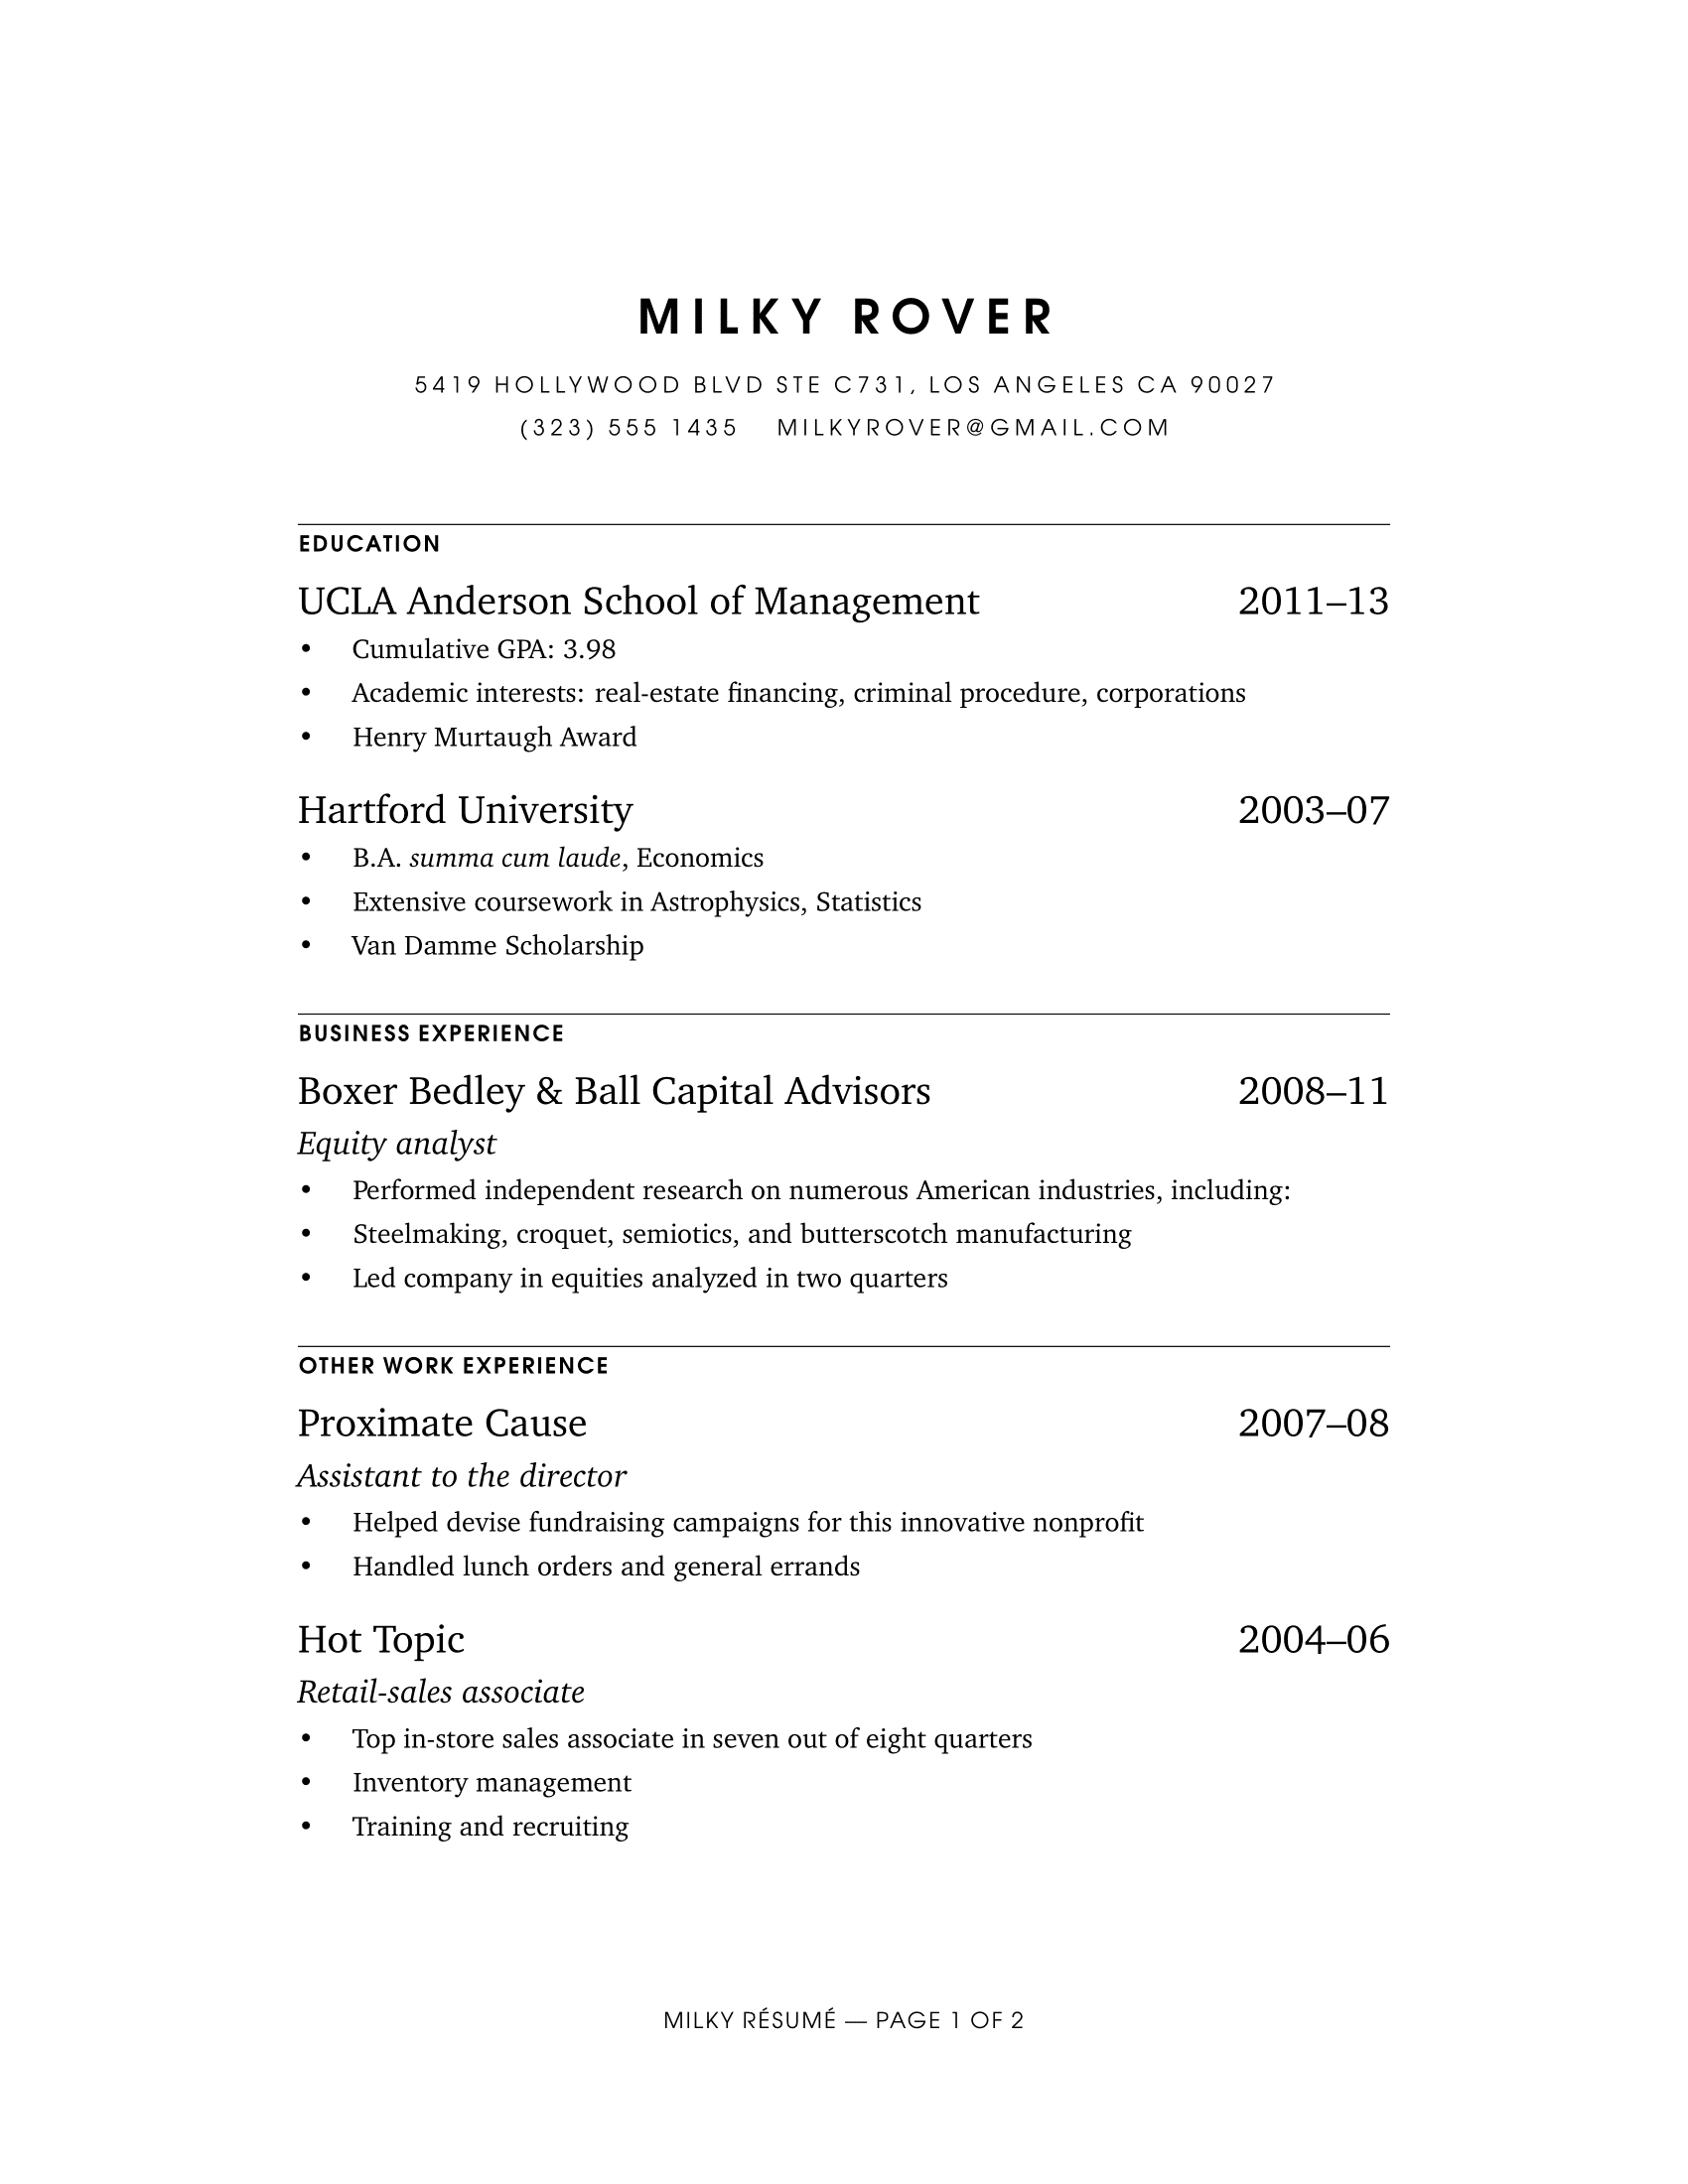 MILKY ROVER
5419 HOLLYWOOD BLVD STE C731, LOS ANGELES CA 90027
(323) 555 1435 MILKYROVER@GMAIL.COM
EDUCATION
UCLA Anderson School of Management 2011–13
• Cumulative GPA: 3.98
• Academic interests: real-estate financing, criminal procedure, corporations
• Henry Murtaugh Award
Hartford University 2003–07
• B.A. summa cum laude, Economics
• Extensive coursework in Astrophysics, Statistics
• Van Damme Scholarship
BUSINESS EXPERIENCE
Boxer Bedley & Ball Capital Advisors 2008–11
Equity analyst
• Performed independent research on numerous American industries, including:
• Steelmaking, croquet, semiotics, and butterscotch manufacturing
• Led company in equities analyzed in two quarters
OTHER WORK EXPERIENCE
Proximate Cause 2007–08
Assistant to the director
• Helped devise fundraising campaigns for this innovative nonprofit
• Handled lunch orders and general errands
Hot Topic 2004–06
Retail-sales associate
• Top in-store sales associate in seven out of eight quarters
• Inventory management
• Training and recruiting
MILKY RÉSUMÉ — PAGE 1 OF 2